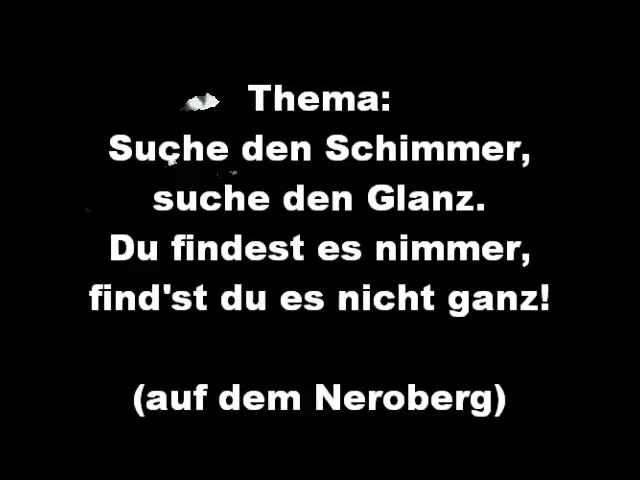 Thema:
Suche den Schimmer,
suche den Glanz.
Du findest es nimmer,
find'st du es nicht ganz!
(auf dem Neroberg)